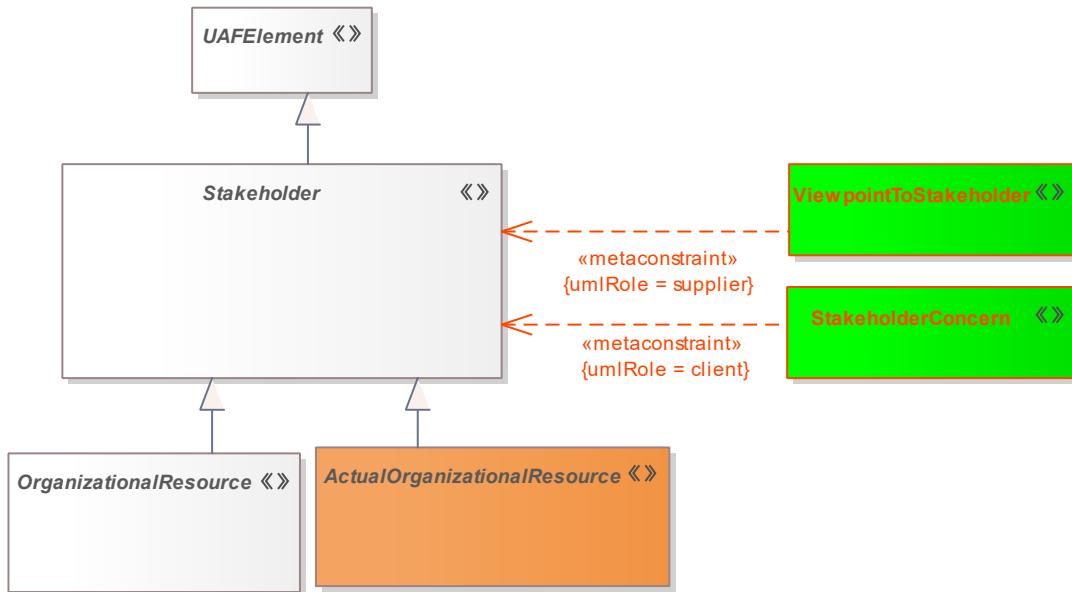 UAFElement «»
Stakeholder «»
ViewpointToStakeholder «»
«metaconstraint»
{umlRole = supplier}
StakeholderConcern «»
«metaconstraint»
{umlRole = client}
OrganizationalResource «»
ActualOrganizationalResource «»